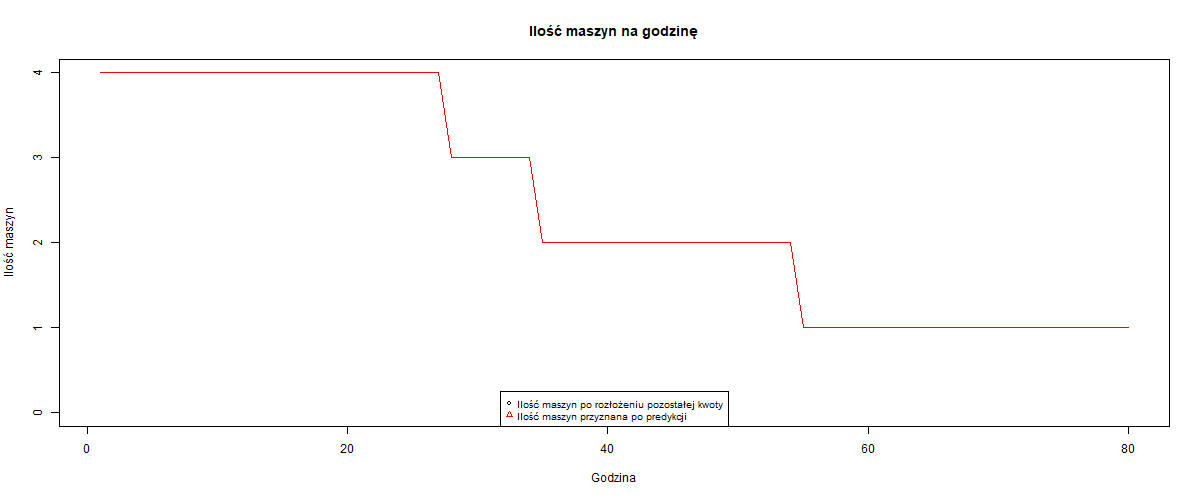 Ilość maszyn na godzinę
Ilość maszyn
4
3
2
1
0
Ilość maszyn po rozłożeniu pozostałej kwoty
Ilość maszyn przyznana po predykcji
0 20 40 60 80
Godzina